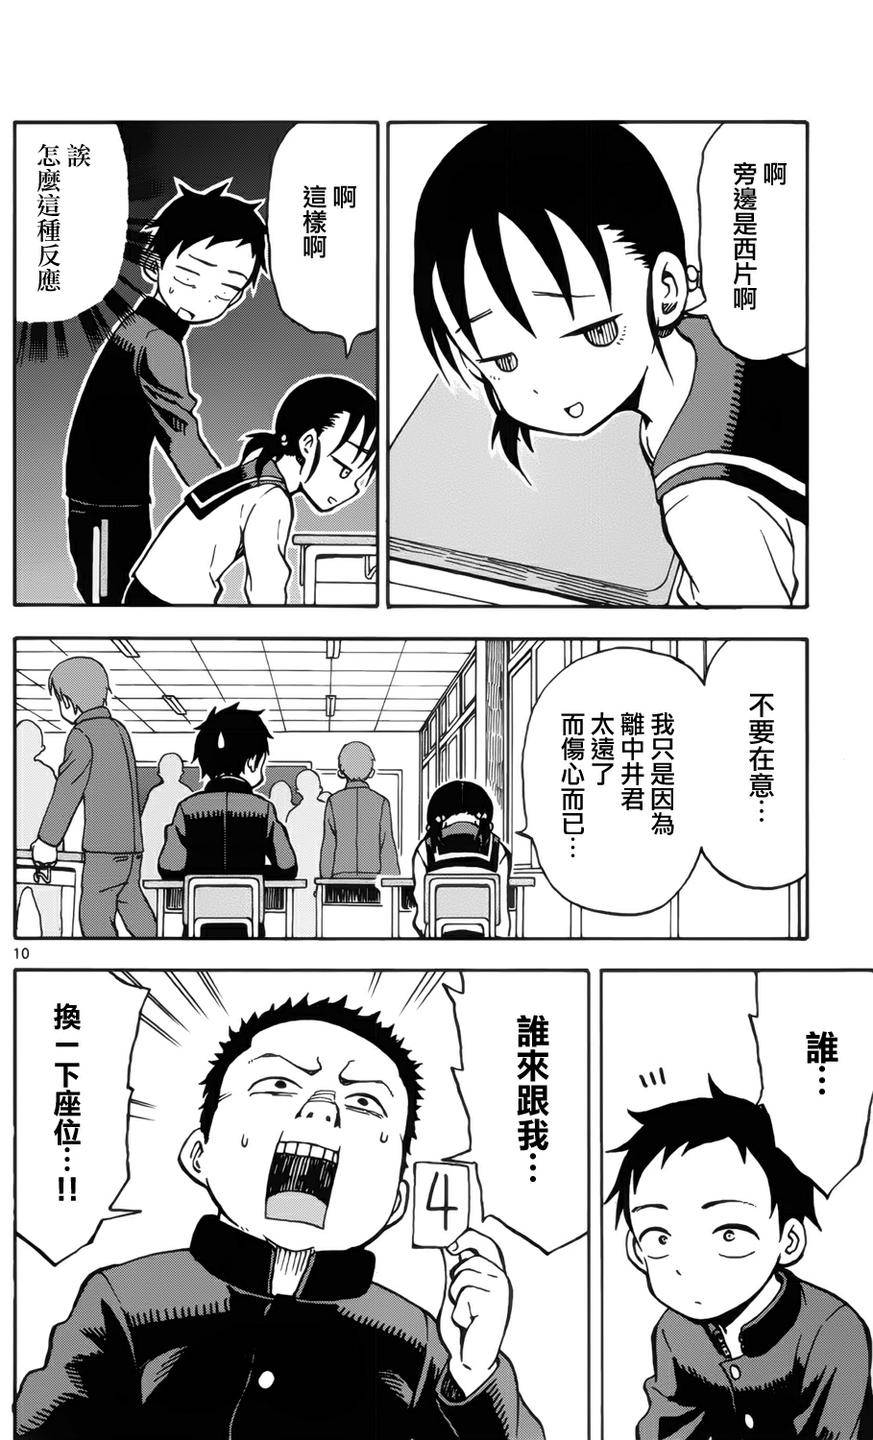 啊
旁邊是西片啊
啊
這樣啊
誒
怎麼這種反應
不要在意…
我只是因為
離中井君
太遠了
而傷心而已…
10
誰…
誰來跟我…
4
換一下座位…!!